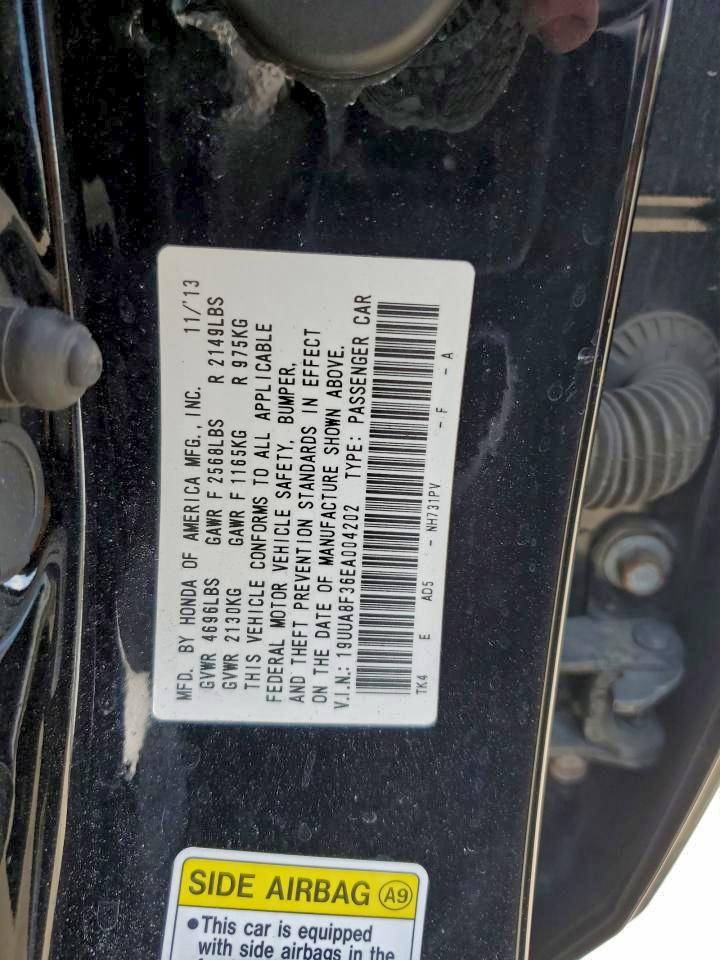 MFD. BY HONDA OF AMERICA MFG., INC. 11/'13
GVWR 4696LBS GAWR F 2568LBS R 2149LBS
GVWR 2130KG GAWR F 1165KG R 975KG
THIS VEHICLE CONFORMS TO ALL APPLICABLE
FEDERAL MOTOR VEHICLE SAFETY, BUMPER,
AND THEFT PREVENTION STANDARDS IN EFFECT
ON THE DATE OF MANUFACTURE SHOWN ABOVE.
V.I.N.: 19UUA8F36EA004202 TYPE: PASSENGER CAR
TK4 E AD5 - NH731PV - F - A
SIDE AIRBAG A9
•This car is equipped
with side airbags in the